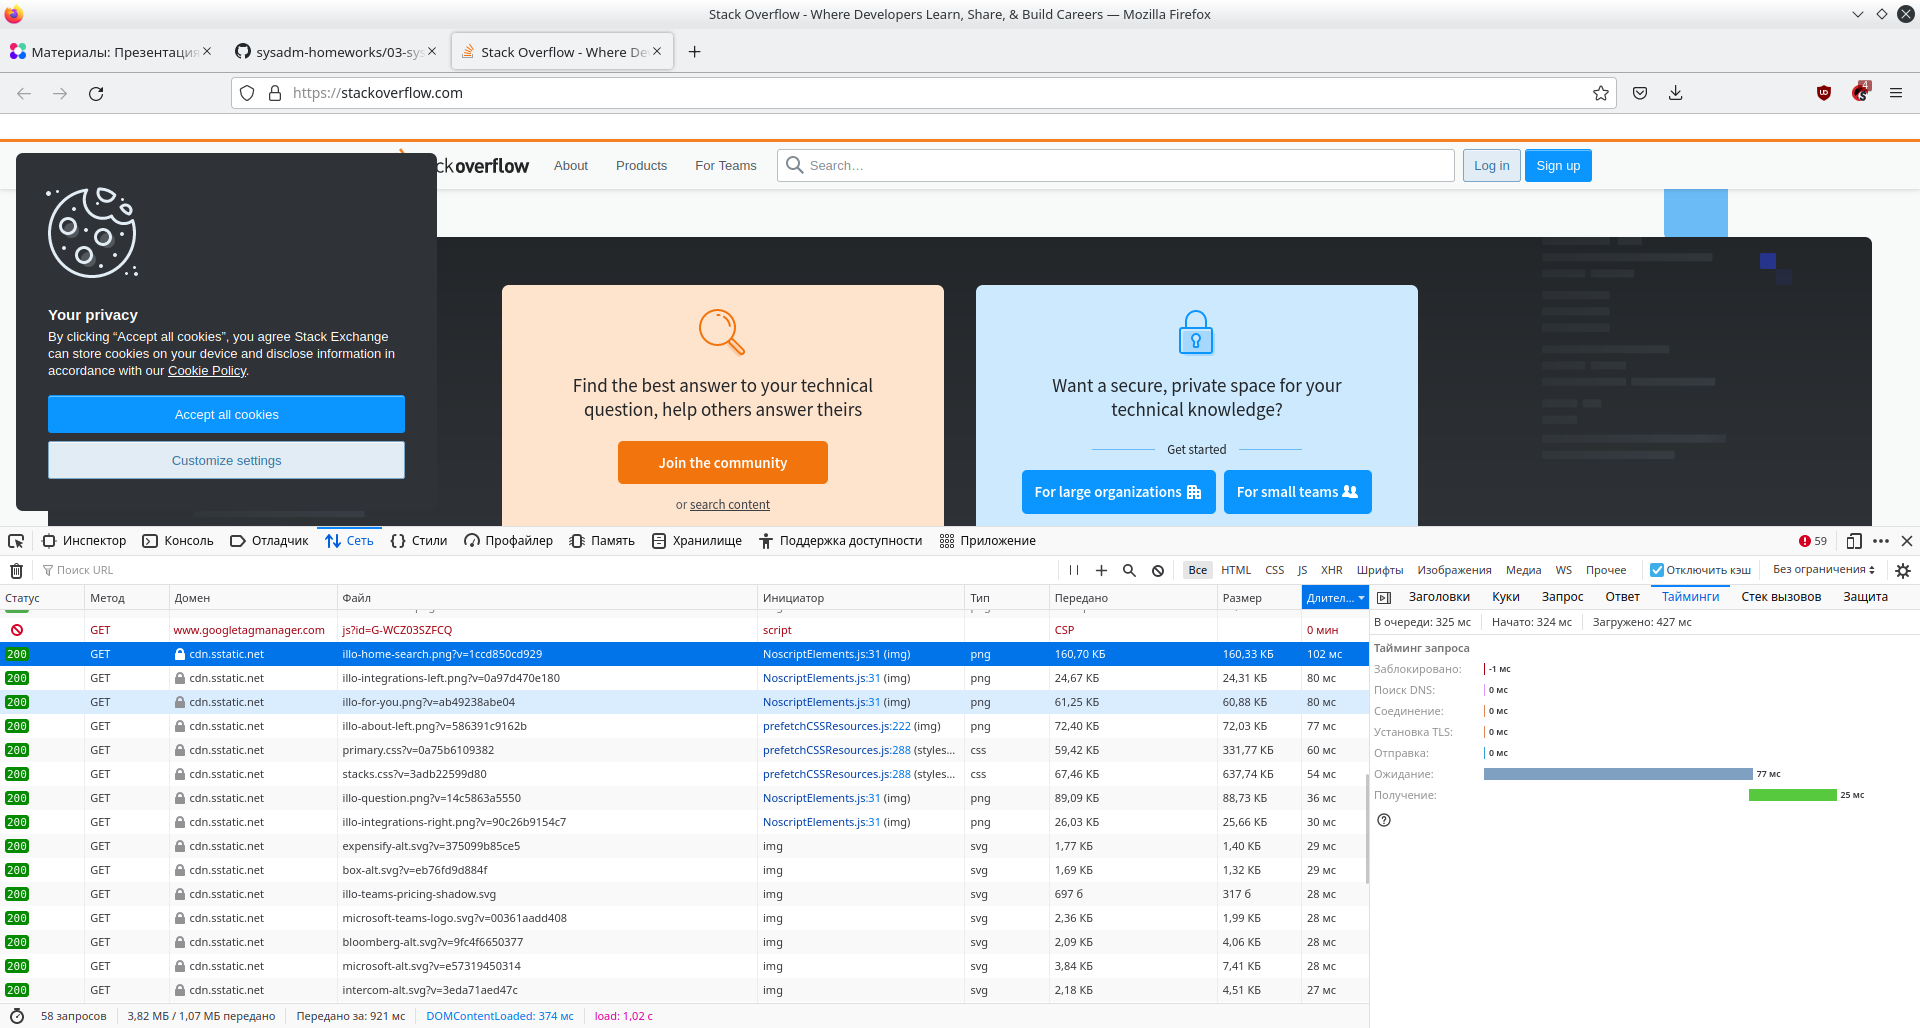 Stack Overflow - Where Developers Learn, Share, & Build Careers — Mozilla Firefox
Материалы: Презентация
sysadm-homeworks/03-sys
Stack Overflow - Where De
https://stackoverflow.com
4
ckoverflow
About
Products
For Teams
Search…
Log in
Sign up
Your privacy
By clicking “Accept all cookies”, you agree Stack Exchange
can store cookies on your device and disclose information in
accordance with our Cookie Policy.
Accept all cookies
Customize settings
Find the best answer to your technical
question, help others answer theirs
Join the community
or search content
Want a secure, private space for your
technical knowledge?
Get started
For large organizations
For small teams
Инспектор Консоль Отладчик Сеть Стили Профайлер Память Хранилище Поддержка доступности Приложение 59
Поиск URL
Все HTML CSS JS XHR Шрифты Изображения Медиа WS Прочее Отключить кэш Без ограничения
Статус Метод Домен Файл Инициатор Тип Передано Размер Длител...
GET www.googletagmanager.com js?id=G-WCZ03SZFCQ script CSP 0 мин
200 GET cdn.sstatic.net illo-home-search.png?v=1ccd850cd929 NoscriptElements.js:31 (img) png 160,70 КБ 160,33 КБ 102 мс
200 GET cdn.sstatic.net illo-integrations-left.png?v=0a97d470e180 NoscriptElements.js:31 (img) png 24,67 КБ 24,31 КБ 80 мс
200 GET cdn.sstatic.net illo-for-you.png?v=ab49238abe04 NoscriptElements.js:31 (img) png 61,25 КБ 60,88 КБ 80 мс
200 GET cdn.sstatic.net illo-about-left.png?v=586391c9162b prefetchCSSResources.js:222 (img) png 72,40 КБ 72,03 КБ 77 мс
200 GET cdn.sstatic.net primary.css?v=0a75b6109382 prefetchCSSResources.js:288 (styles... css 59,42 КБ 331,77 КБ 60 мс
200 GET cdn.sstatic.net stacks.css?v=3adb22599d80 prefetchCSSResources.js:288 (styles... css 67,46 КБ 637,74 КБ 54 мс
200 GET cdn.sstatic.net illo-question.png?v=14c5863a5550 NoscriptElements.js:31 (img) png 89,09 КБ 88,73 КБ 36 мс
200 GET cdn.sstatic.net illo-integrations-right.png?v=90c26b9154c7 NoscriptElements.js:31 (img) png 26,03 КБ 25,66 КБ 30 мс
200 GET cdn.sstatic.net expensify-alt.svg?v=375099b85ce5 img svg 1,77 КБ 1,40 КБ 29 мс
200 GET cdn.sstatic.net box-alt.svg?v=eb76fd9d884f img svg 1,69 КБ 1,32 КБ 29 мс
200 GET cdn.sstatic.net illo-teams-pricing-shadow.svg img svg 697 б 317 б 28 мс
200 GET cdn.sstatic.net microsoft-teams-logo.svg?v=00361aadd408 img svg 2,36 КБ 1,99 КБ 28 мс
200 GET cdn.sstatic.net bloomberg-alt.svg?v=9fc4f6650377 img svg 2,09 КБ 4,06 КБ 28 мс
200 GET cdn.sstatic.net microsoft-alt.svg?v=e57319450314 img svg 3,84 КБ 7,41 КБ 28 мс
200 GET cdn.sstatic.net intercom-alt.svg?v=3eda71aed47c img svg 2,18 КБ 4,51 КБ 27 мс
58 запросов 3,82 МБ / 1,07 МБ передано Передано за: 921 мс DOMContentLoaded: 374 мс load: 1,02 с
Заголовки Куки Запрос Ответ Тайминги Стек вызовов Защита
В очереди: 325 мс Начато: 324 мс Загружено: 427 мс
Тайминг запроса
Заблокировано: -1 мс
Поиск DNS: 0 мс
Соединение: 0 мс
Установка TLS: 0 мс
Отправка: 0 мс
Ожидание: 77 мс
Получение: 25 мс